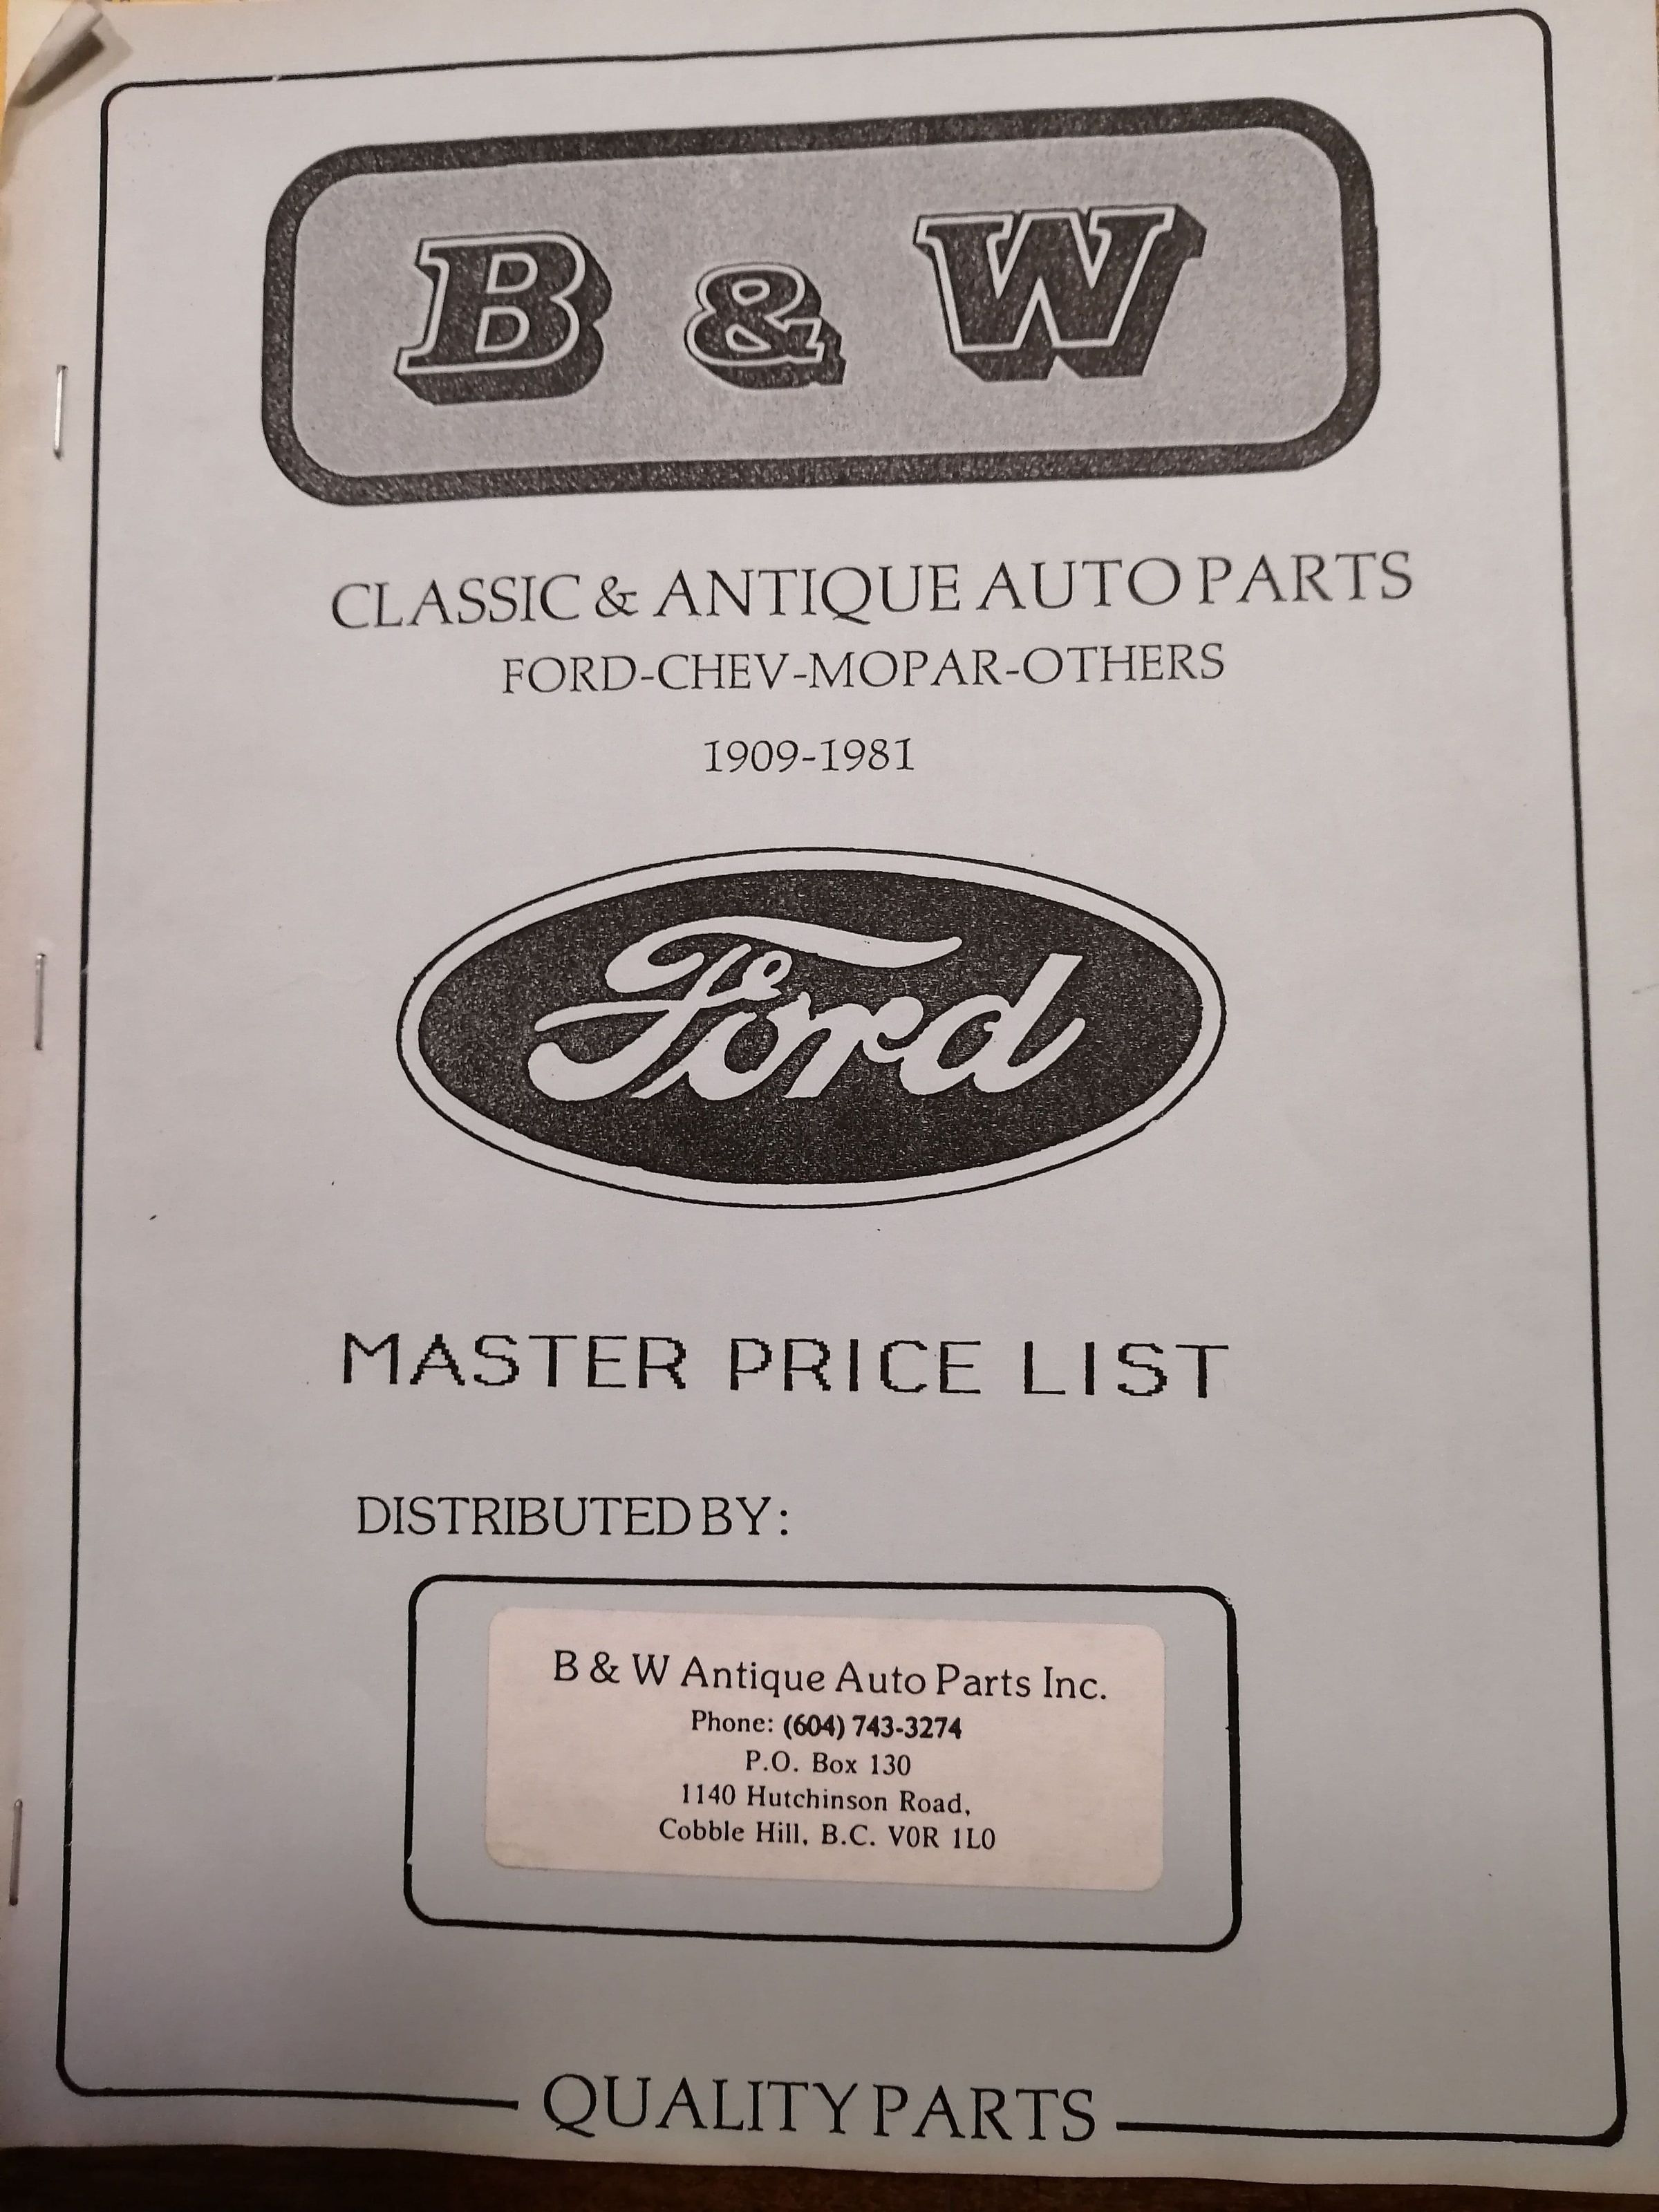 B & W
CLASSIC & ANTIQUE AUTO PARTS
FORD-CHEV-MOPAR-OTHERS
1909-1981
Ford
MASTER PRICE LIST
DISTRIBUTED BY:
B & W Antique Auto Parts Inc.
Phone: (604) 743-3274
P.O. Box 130
1140 Hutchinson Road,
Cobble Hill, B.C. V0R 1L0
QUALITY PARTS